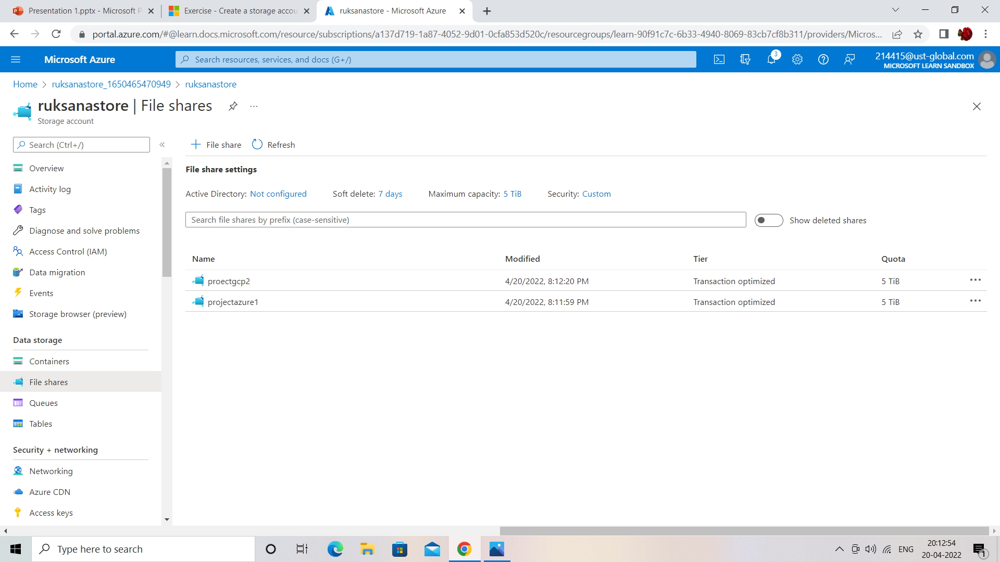 Presentation 1.pptx - Microsoft P
Exercise - Create a storage accou
ruksanastore - Microsoft Azure
portal.azure.com/#@learn.docs.microsoft.com/resource/subscriptions/a137d719-1a87-4052-9d01-0cfa853d520c/resourcegroups/learn-90f91c7c-6b33-4940-8069-83cb7cf8b311/providers/Micros...
Microsoft Azure
Search resources, services, and docs (G+/)
3
214415@ust-global.com
MICROSOFT LEARN SANDBOX
Home > ruksanastore_1650465470949 > ruksanastore
ruksanastore | File shares
Storage account
Search (Ctrl+/)
Overview
Activity log
Tags
Diagnose and solve problems
Access Control (IAM)
Data migration
Events
Storage browser (preview)
Data storage
Containers
File shares
Queues
Tables
Security + networking
Networking
Azure CDN
Access keys
File share
Refresh
File share settings
Active Directory: Not configured Soft delete: 7 days Maximum capacity: 5 TiB Security: Custom
Search file shares by prefix (case-sensitive)
Show deleted shares
Name Modified Tier Quota
proectgcp2 4/20/2022, 8:12:20 PM Transaction optimized 5 TiB
projectazure1 4/20/2022, 8:11:59 PM Transaction optimized 5 TiB
Type here to search
ENG
20:12:54
20-04-2022
1